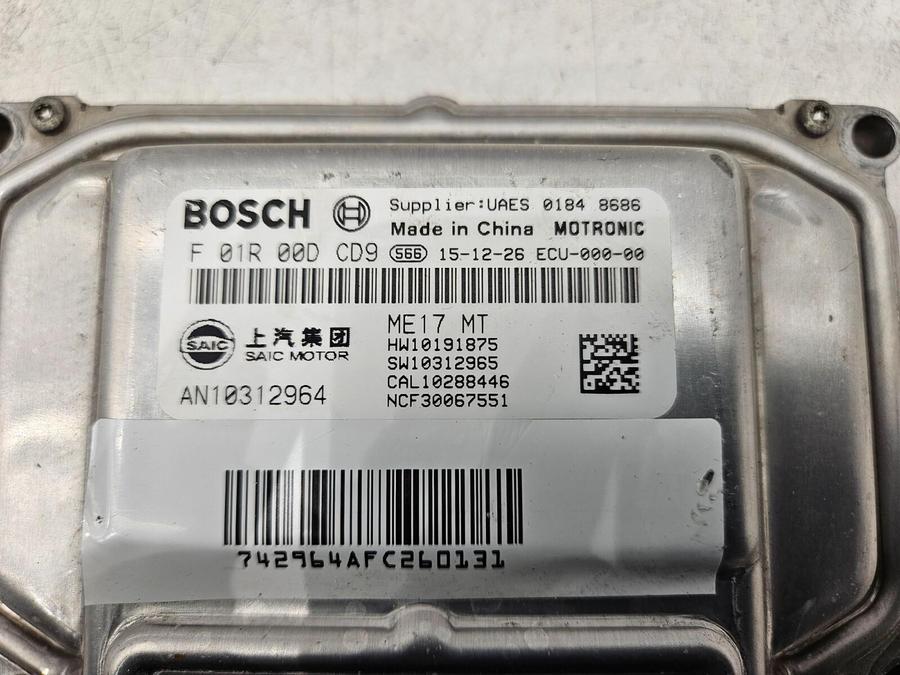 BOSCH
Supplier:UAES 0184 8686
Made in China MOTRONIC
F 01R 00D CD9 566 15-12-26 ECU-000-00
SAIC
上汽集团
SAIC MOTOR
AN10312964
ME17 MT
HW10191875
SW10312965
CAL10288446
NCF30067551
742964AFC260131